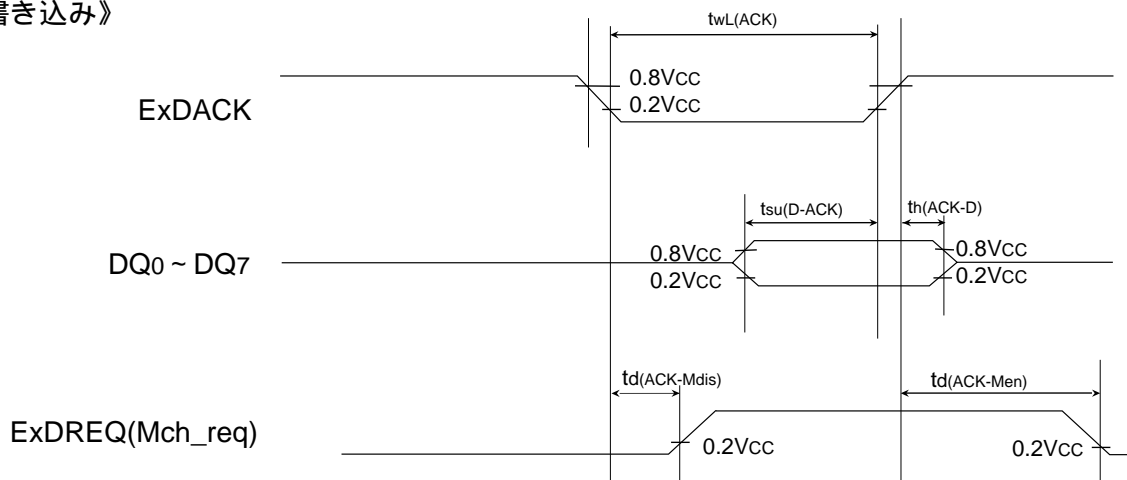 書き込み》
twL(ACK)
ExDACK
0.8VCC
0.2VCC
tsu(D-ACK)
th(ACK-D)
DQ0 ~ DQ7
0.8VCC
0.2VCC
0.8VCC
0.2VCC
td(ACK-Mdis)
td(ACK-Men)
ExDREQ(Mch_req)
0.2VCC
0.2VCC